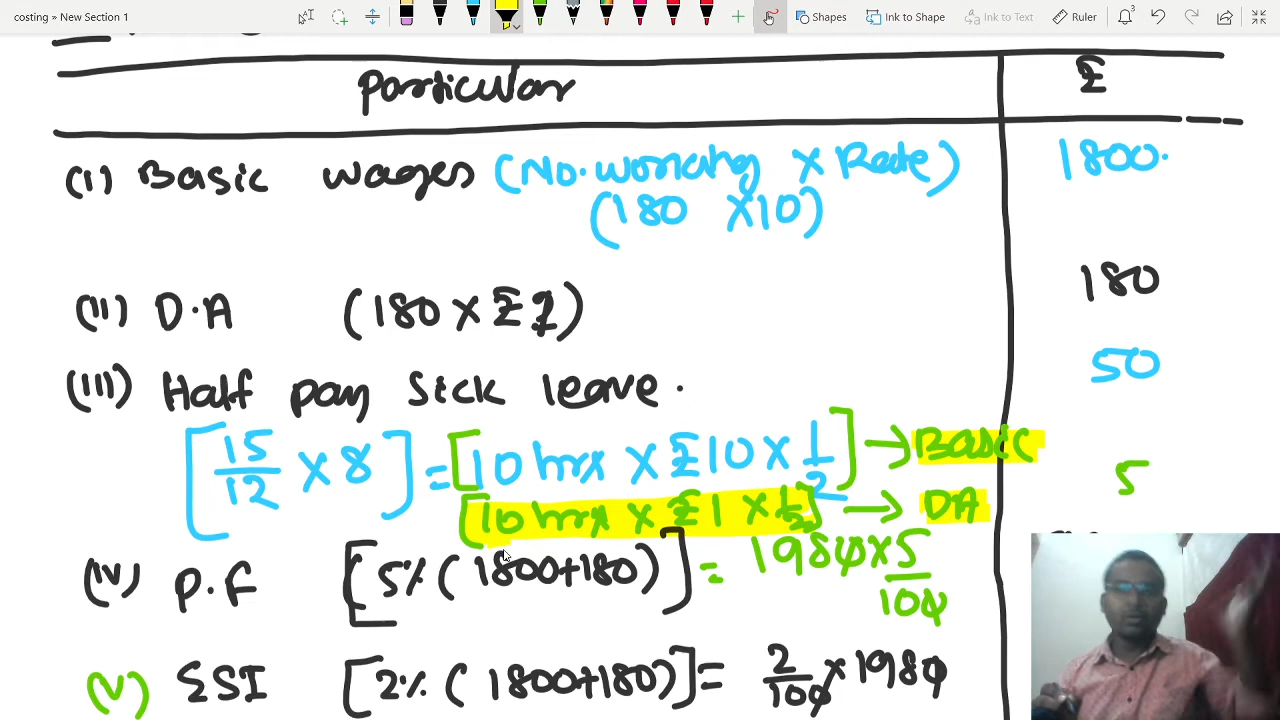 costing » New Section 1 Shapes Ink to Shape Ink to Text Ruler
Particular ₹
(i) Basic wages (No. working × Rate) 1800.
(180 × 10)
(ii) D.A (180 × ₹ 1) 180
(iii) Half pay Sick leave. 50
[15/12 × 8] = [10 hrs × ₹10 × 1/2] → Basic
[10 hrs × ₹1 × 1/2] → DA 5
(iv) P.F [5% (1800+180)] = 1980 × 5/100
(v) ESI [2% (1800+180)] = 2/100 × 1980